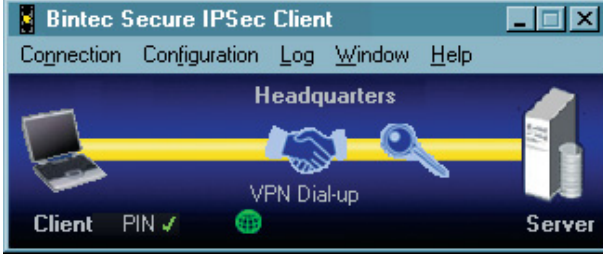 Bintec Secure IPSec Client
Connection Configuration Log Window Help
Headquarters
VPN Dial-up
Client PIN ✓ Server